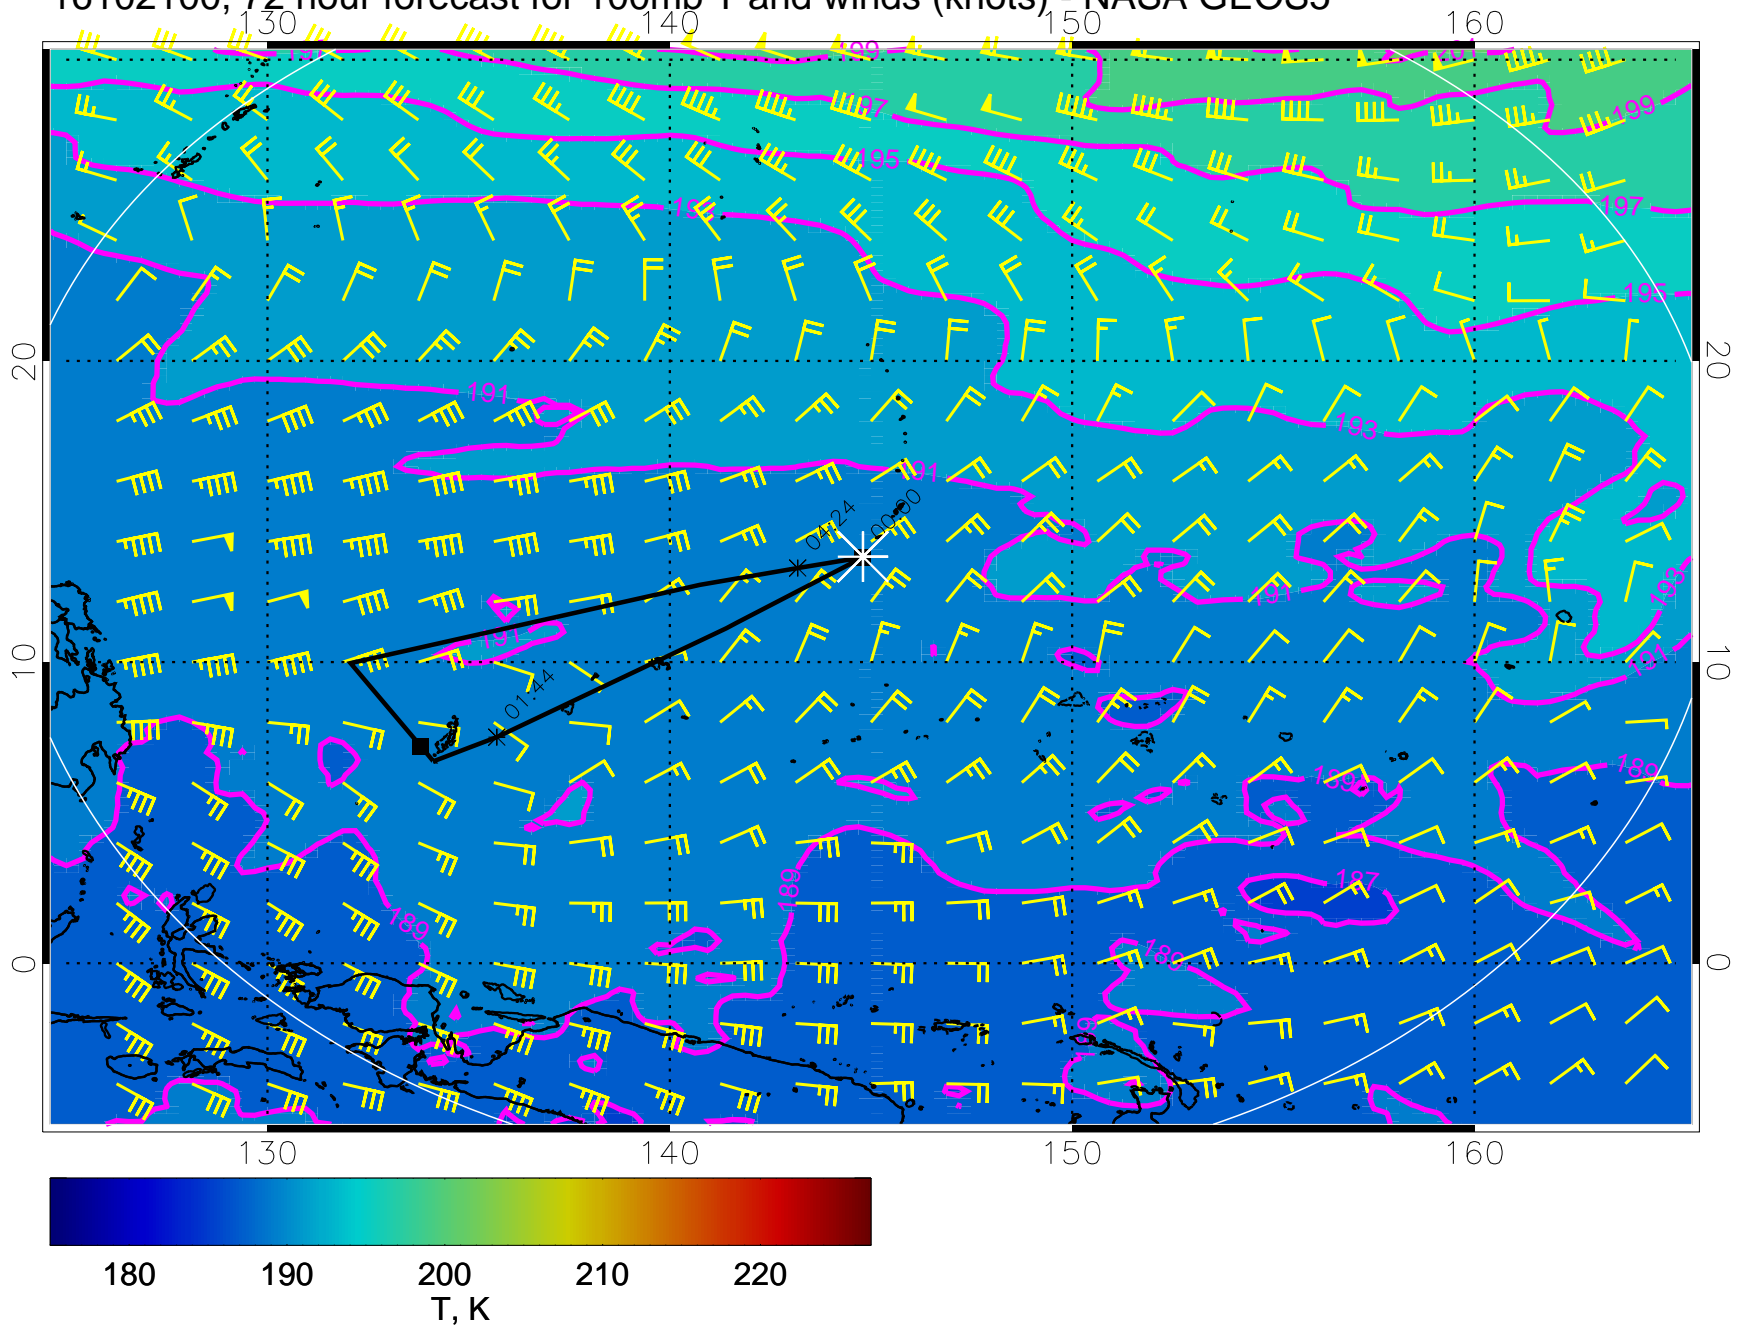 16102100, 72 hour forecast for 100mb T and winds (knots) - NASA GEOS5
130 140 150 160
199 201
197 199
195
197
195
20 191 193 20
191
04:24 00:00
191 193
191
10 191 10
01:44
189 189
189 187
189
0 189 0
130 140 150 160
180 190 200 210 220
T, K